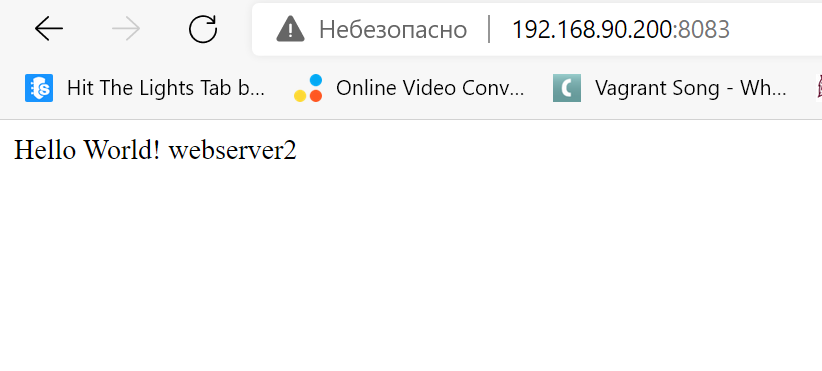 Небезопасно 192.168.90.200:8083
Hit The Lights Tab b... Online Video Conv... Vagrant Song - Wh...
Hello World! webserver2